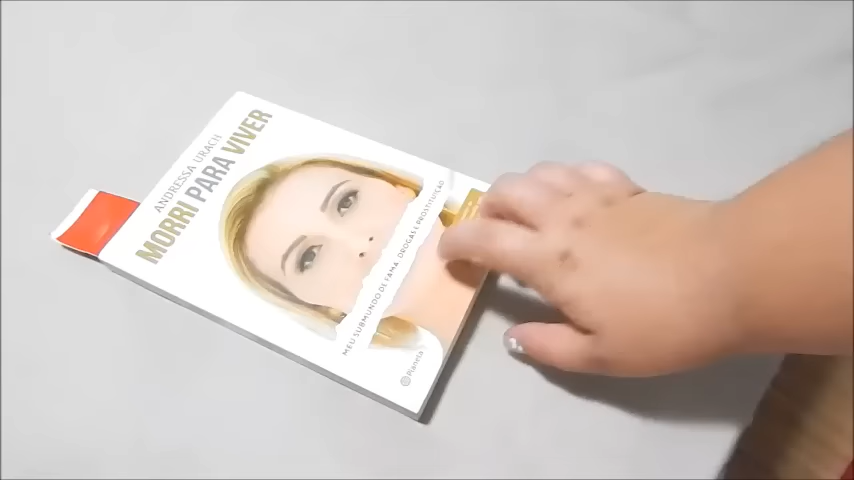 ANDRESSA URACH
MORRI PARA VIVER
MEU SUBMUNDO DE FAMA, DROGAS E PROSTITUIÇÃO
Planeta